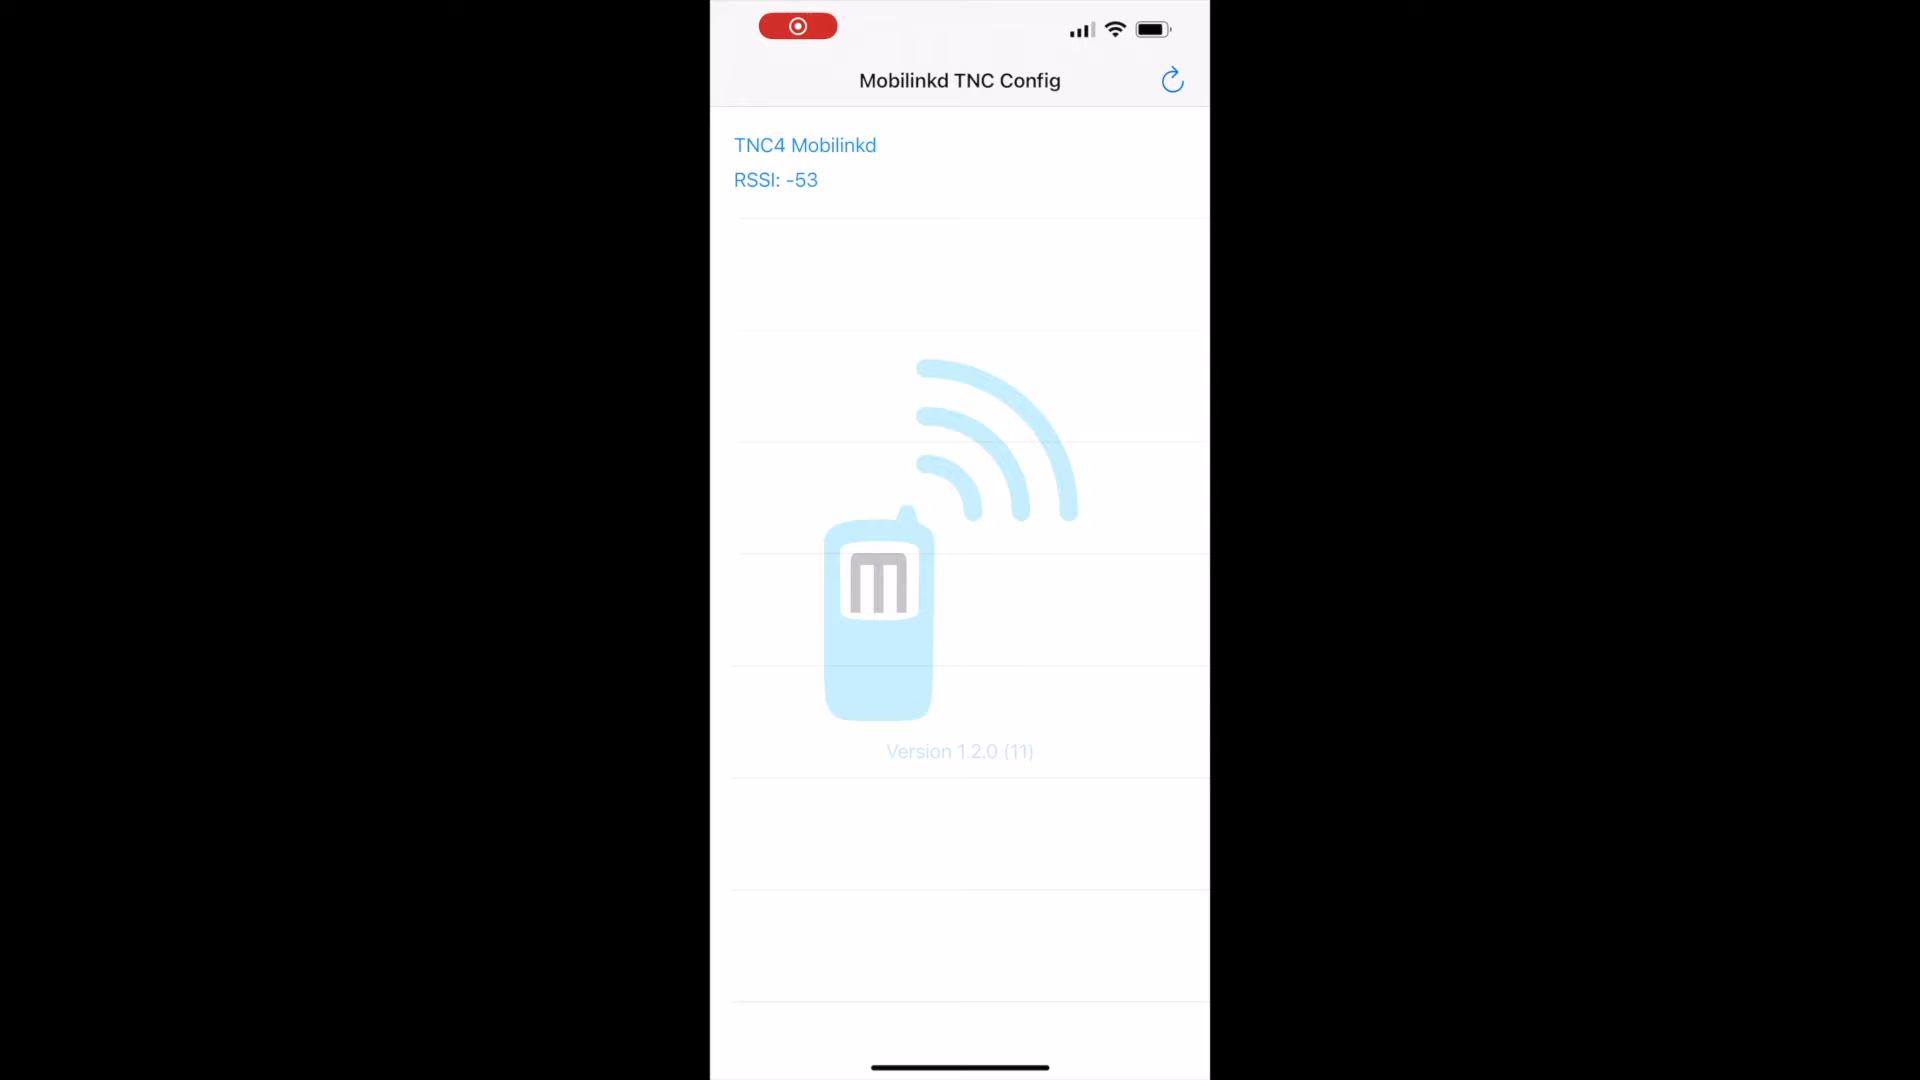 Mobilinkd TNC Config
TNC4 Mobilinkd
RSSI: -53
m
Version 1.2.0 (11)